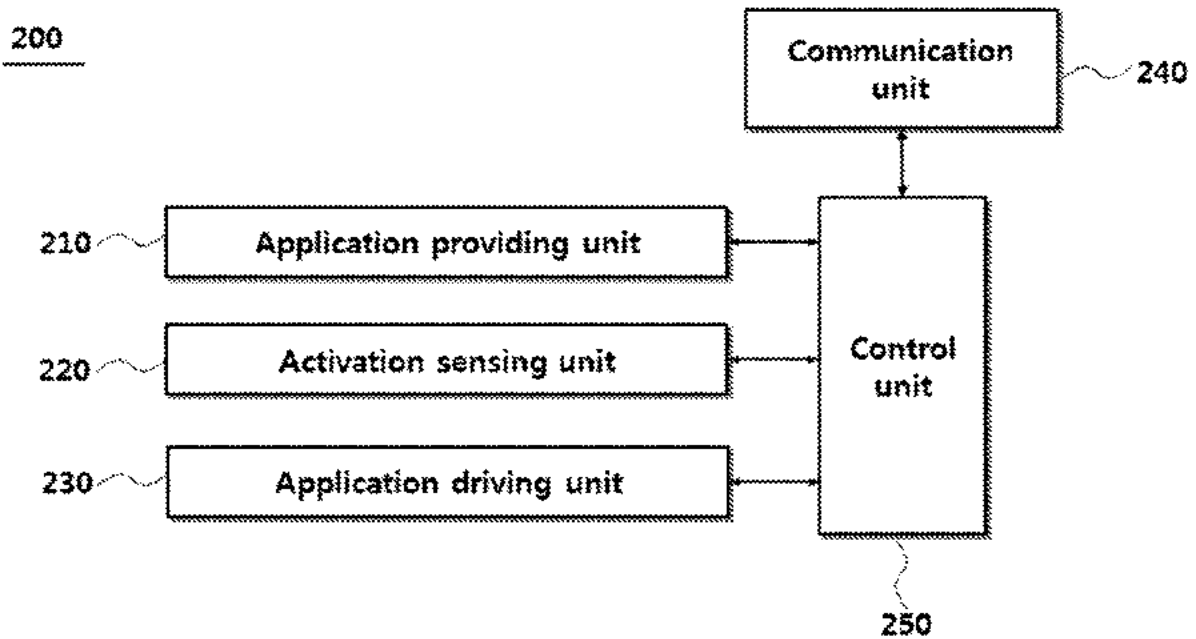 200
Communication
unit
240
210
Application providing unit
220
Activation sensing unit
Control
unit
230
Application driving unit
250